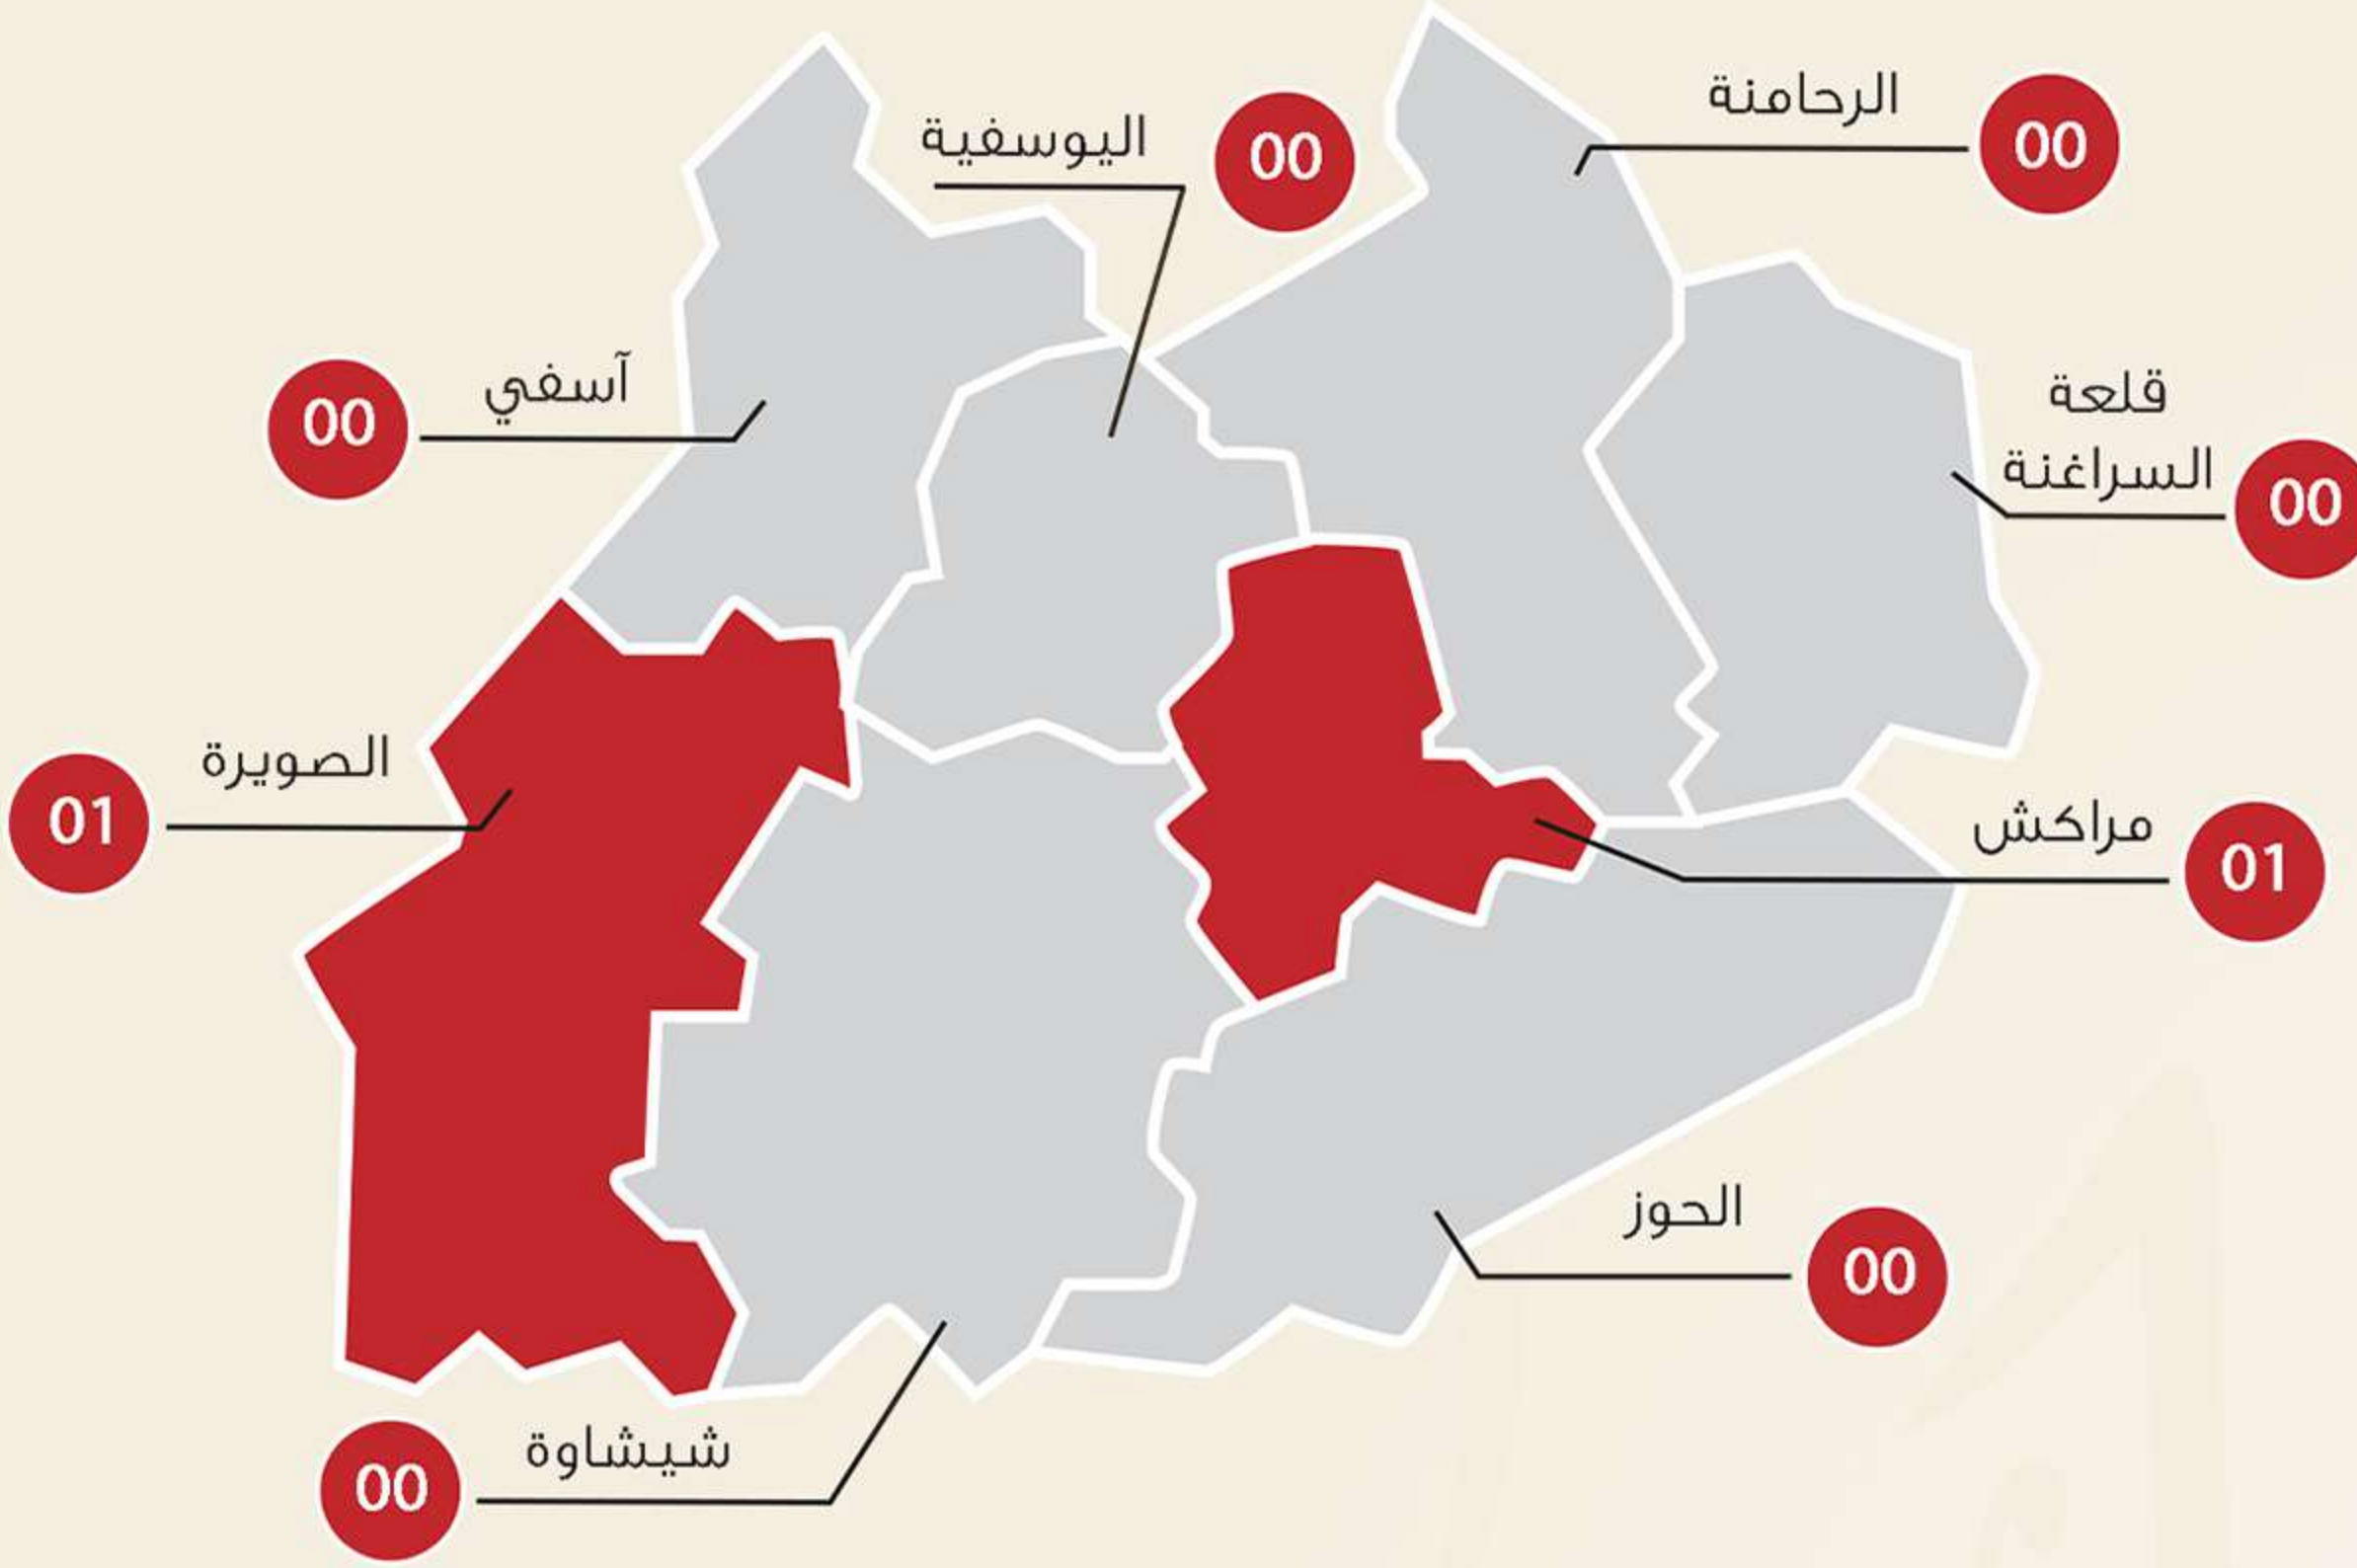 الرحامنة
00
اليوسفية
00
قلعة
السراغنة
00
آسفي
00
الصويرة
01
مراكش
01
الحوز
00
شيشاوة
00